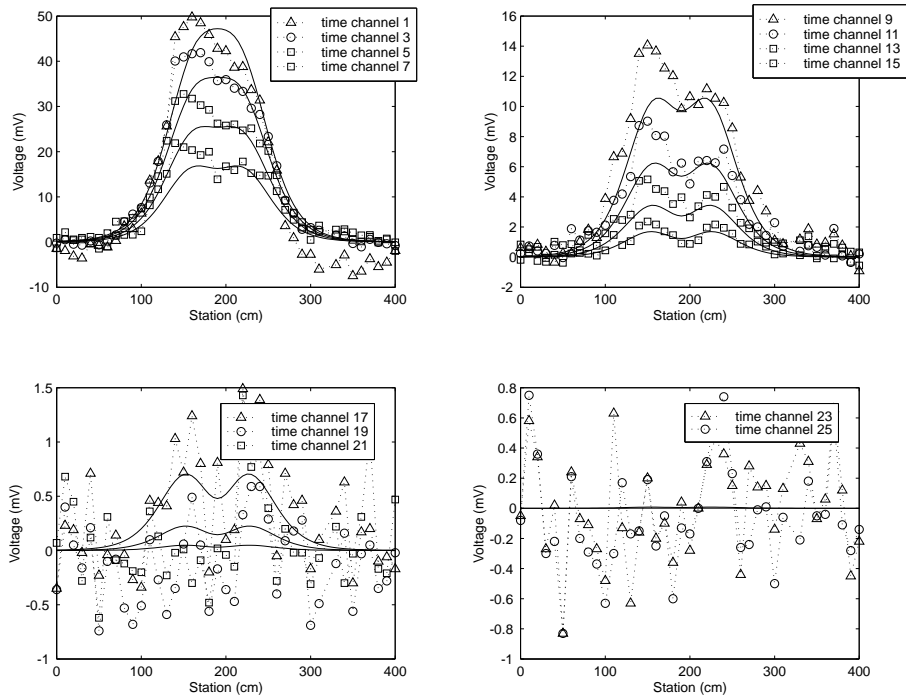 50
40
30
20
10
0
-10
0
100
200
300
400
Voltage (mV)
Station (cm)
time channel 1
time channel 3
time channel 5
time channel 7
16
14
12
10
8
6
4
2
0
-2
0
100
200
300
400
Voltage (mV)
Station (cm)
time channel 9
time channel 11
time channel 13
time channel 15
1.5
1
0.5
0
-0.5
-1
0
100
200
300
400
Voltage (mV)
Station (cm)
time channel 17
time channel 19
time channel 21
0.8
0.6
0.4
0.2
0
-0.2
-0.4
-0.6
-0.8
-1
0
100
200
300
400
Voltage (mV)
Station (cm)
time channel 23
time channel 25